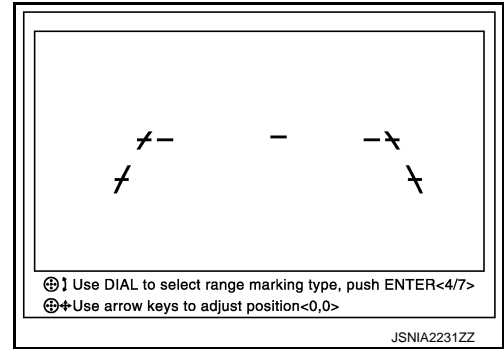 Use DIAL to select range marking type, push ENTER<4/7>
Use arrow keys to adjust position<0,0>
JSNIA2231ZZ